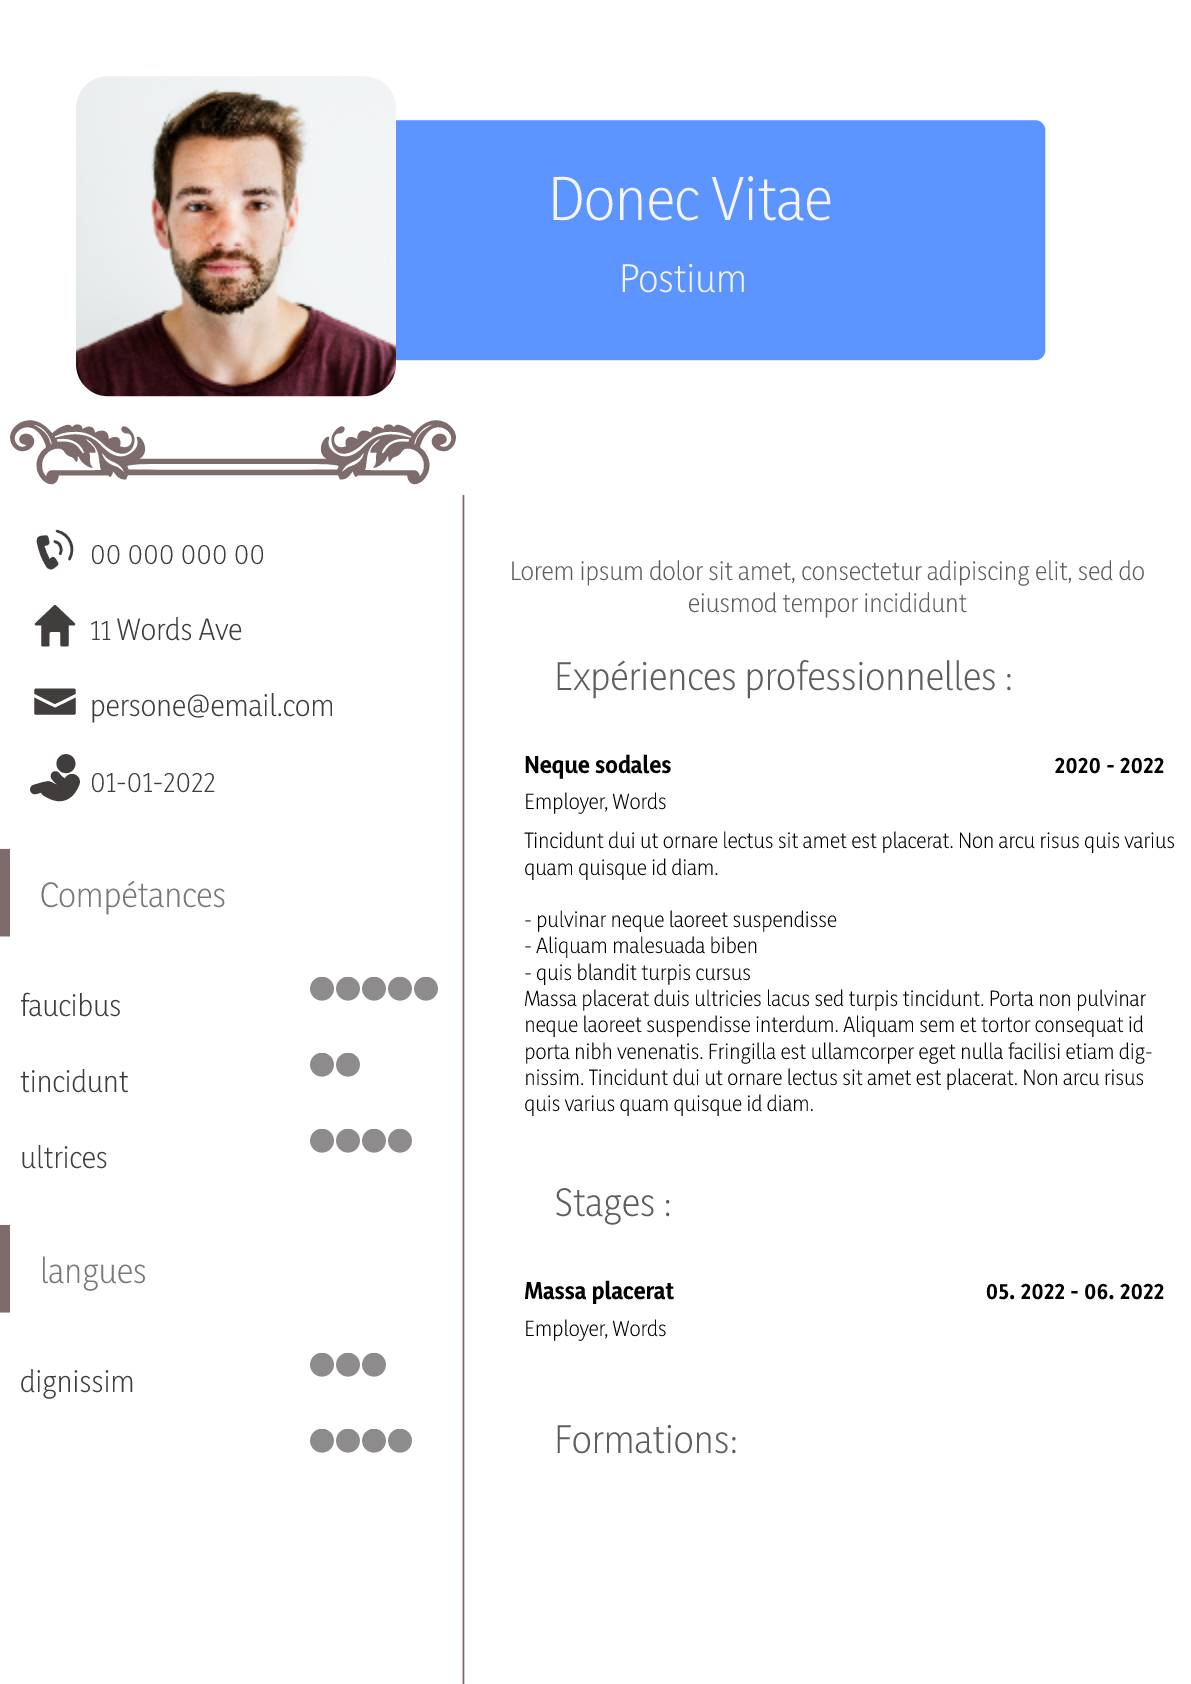 Donec Vitae
Postium
00 000 000 00
11 Words Ave
persone@email.com
01-01-2022
Compétances
faucibus
tincidunt
ultrices
langues
dignissim
Lorem ipsum dolor sit amet, consectetur adipiscing elit, sed do
eiusmod tempor incididunt
Expériences professionnelles :
Neque sodales 2020 - 2022
Employer, Words
Tincidunt dui ut ornare lectus sit amet est placerat. Non arcu risus quis varius
quam quisque id diam.
- pulvinar neque laoreet suspendisse
- Aliquam malesuada biben
- quis blandit turpis cursus
Massa placerat duis ultricies lacus sed turpis tincidunt. Porta non pulvinar
neque laoreet suspendisse interdum. Aliquam sem et tortor consequat id
porta nibh venenatis. Fringilla est ullamcorper eget nulla facilisi etiam dig-
nissim. Tincidunt dui ut ornare lectus sit amet est placerat. Non arcu risus
quis varius quam quisque id diam.
Stages :
Massa placerat 05. 2022 - 06. 2022
Employer, Words
Formations: